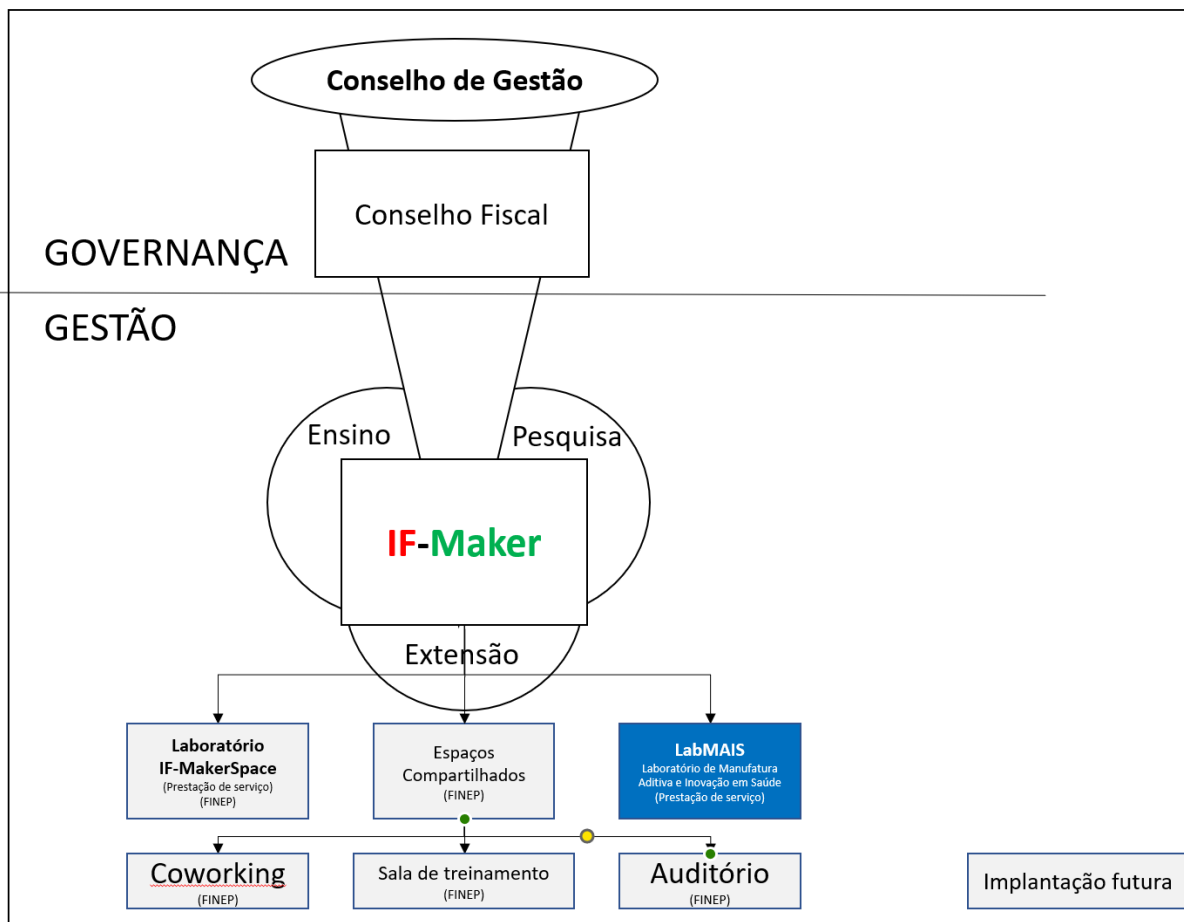 Conselho de Gestão
Conselho Fiscal
GOVERNANÇA
GESTÃO
Ensino
Pesquisa
IF-Maker
Extensão
Laboratório
IF-MakerSpace
(Prestação de serviço)
(FINEP)
Espaços
Compartilhados
(FINEP)
LabMAIS
Laboratório de Manufatura
Aditiva e Inovação em Saúde
(Prestação de serviço)
Coworking
(FINEP)
Sala de treinamento
(FINEP)
Auditório
(FINEP)
Implantação futura